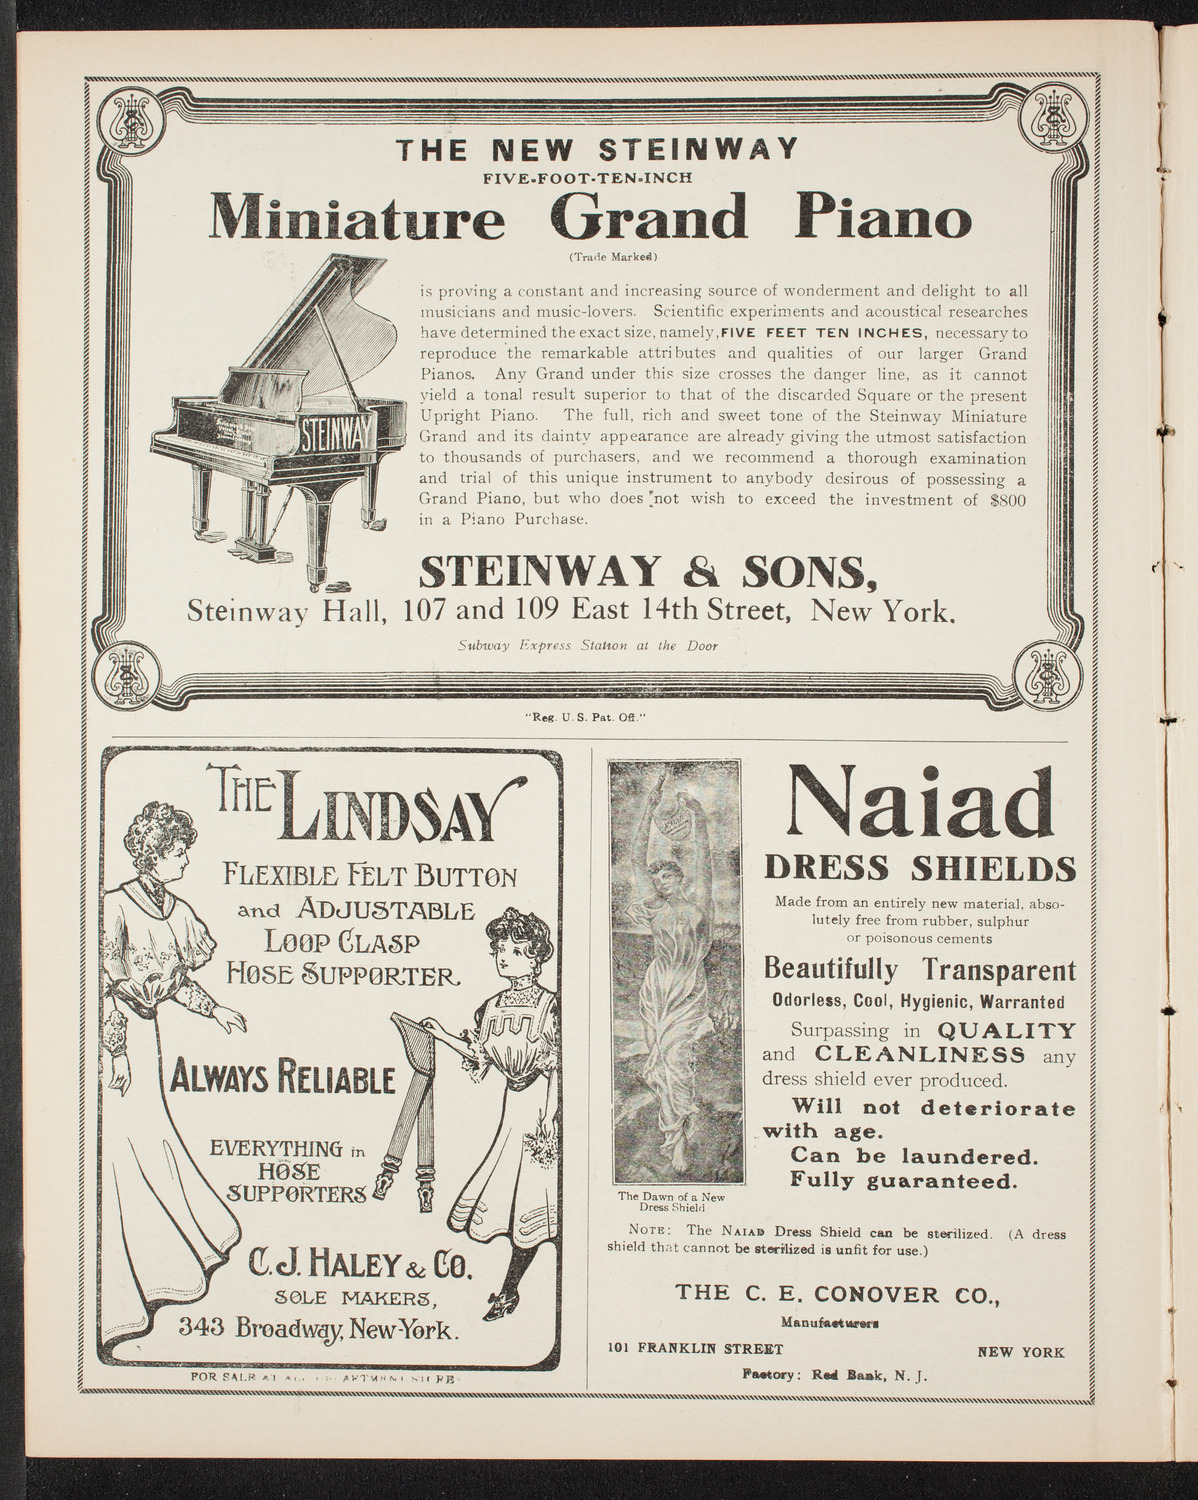 THE NEW STEINWAY
FIVE-FOOT-TEN-INCH
Miniature Grand Piano
(Trade Marked)
is proving a constant and increasing source of wonderment and delight to all
musicians and music-lovers. Scientific experiments and acoustical researches
have determined the exact size, namely, FIVE FEET TEN INCHES, necessary to
reproduce the remarkable attributes and qualities of our larger Grand
Pianos. Any Grand under this size crosses the danger line, as it cannot
yield a tonal result superior to that of the discarded Square or the present
Upright Piano. The full, rich and sweet tone of the Steinway Miniature
Grand and its dainty appearance are already giving the utmost satisfaction
to thousands of purchasers, and we recommend a thorough examination
and trial of this unique instrument to anybody desirous of possessing a
Grand Piano, but who does not wish to exceed the investment of $800
in a Piano Purchase.
STEINWAY
STEINWAY & SONS,
Steinway Hall, 107 and 109 East 14th Street, New York.
Subway Express Station at the Door
"Reg. U. S. Pat. Off."
THE LINDSAY
FLEXIBLE FELT BUTTON
and ADJUSTABLE
LOOP CLASP
HOSE SUPPORTER.
ALWAYS RELIABLE
EVERYTHING in
HOSE
SUPPORTERS
C. J. HALEY & CO.
SOLE MAKERS,
343 Broadway, New-York.
FOR SALE AT
Naiad
DRESS SHIELDS
Made from an entirely new material, abso-
lutely free from rubber, sulphur
or poisonous cements
Beautifully Transparent
Odorless, Cool, Hygienic, Warranted
Surpassing in QUALITY
and CLEANLINESS any
dress shield ever produced.
Will not deteriorate
with age.
Can be laundered.
Fully guaranteed.
The Dawn of a New
Dress Shield
NOTE: The NAIAD Dress Shield can be sterilized. (A dress
shield that cannot be sterilized is unfit for use.)
THE C. E. CONOVER CO.,
Manufacturers
101 FRANKLIN STREET NEW YORK
Factory: Red Bank, N. J.